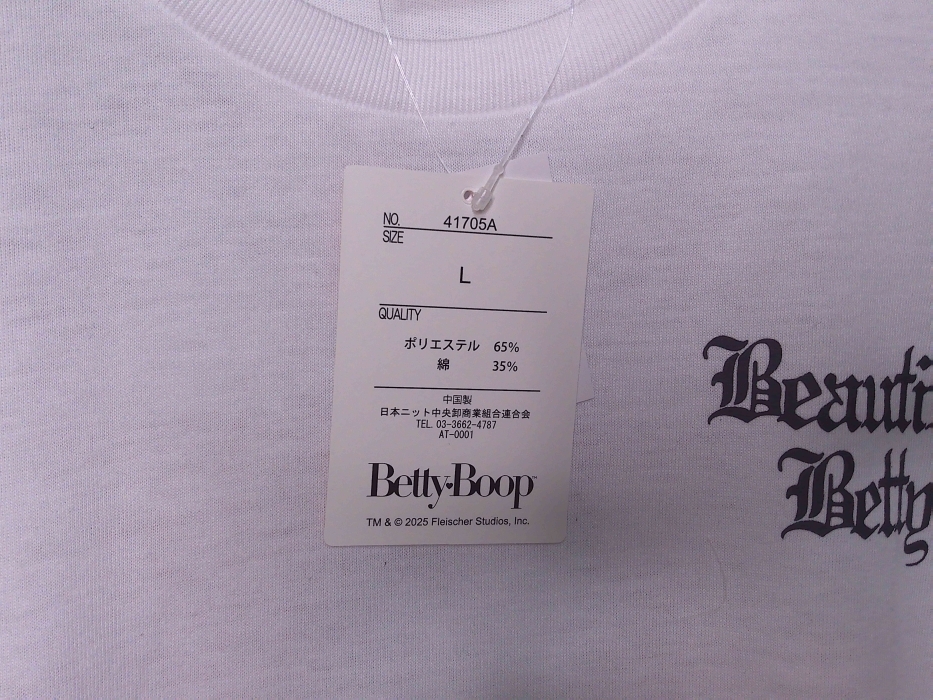 NO. 41705A
SIZE
L
QUALITY
ポリエステル 65%
綿 35%
中国製
日本ニット中央卸商業組合連合会
TEL. 03-3662-4787
AT-0001
Betty Boop™
TM & © 2025 Fleischer Studios, Inc.
Beauti
Betty